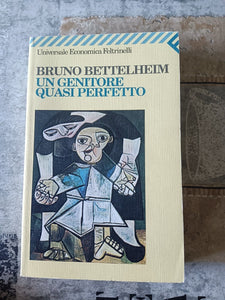 Universale Economica Feltrinelli
BRUNO BETTELHEIM
UN GENITORE
QUASI PERFETTO